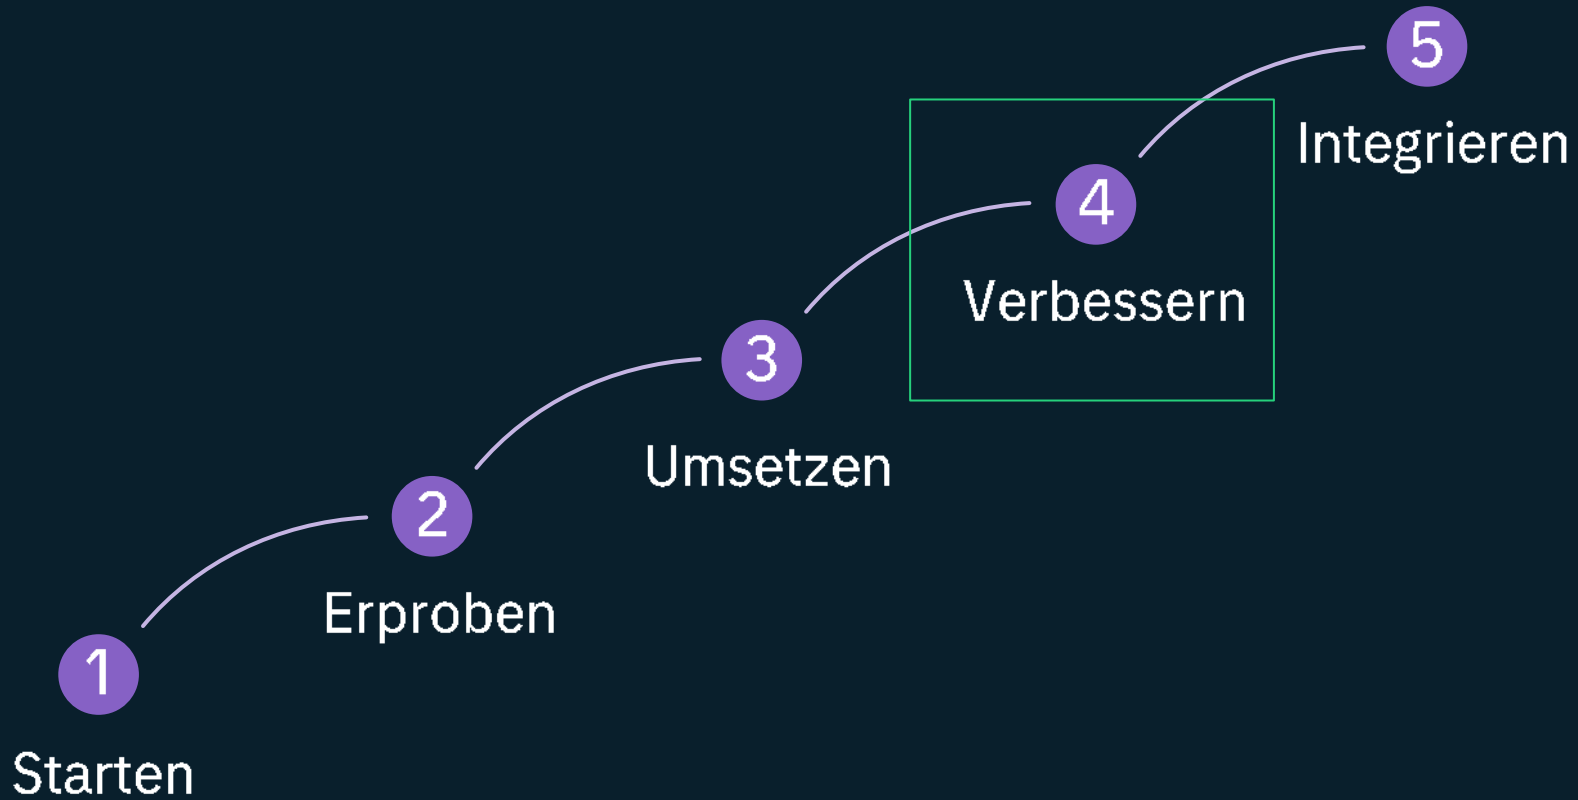 1
Starten
2
Erproben
3
Umsetzen
4
Verbessern
5
Integrieren